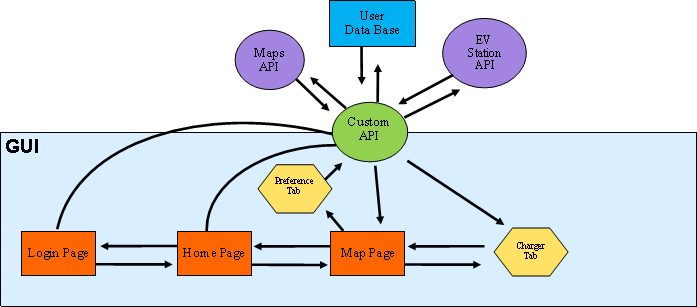 User
Data Base
Maps
API
EV
Station
API
Custom
API
GUI
Preference
Tab
Login Page
Home Page
Map Page
Charger
Tab